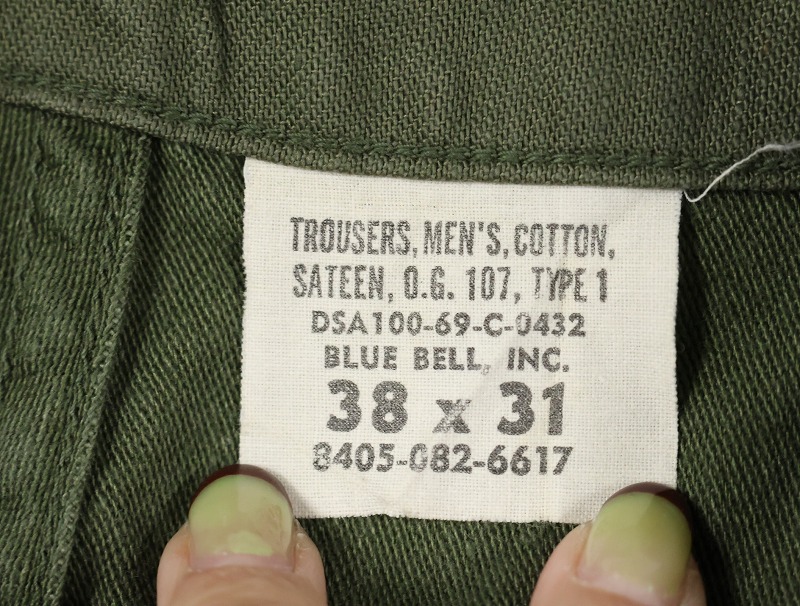 TROUSERS, MEN'S, COTTON,
SATEEN, O.G. 107, TYPE 1
DSA100-69-C-0432
BLUE BELL, INC.
38 x 31
8405-082-6617